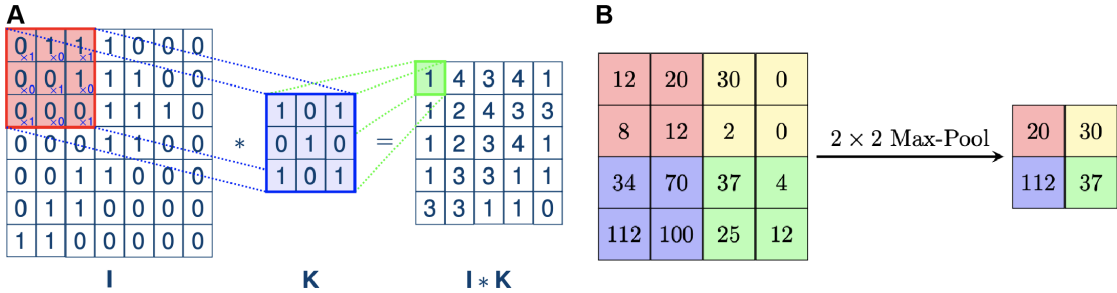 A
0 1 1 1 0 0 0
×1 ×0 ×1
0 0 1 1 1 0 0
×0 ×1 ×0
0 0 0 1 1 1 0
×1 ×0 ×1
0 0 0 1 1 0 0
0 0 1 1 0 0 0
0 1 1 0 0 0 0
1 1 0 0 0 0 0
I
*
1 0 1
0 1 0
1 0 1
K
=
1 4 3 4 1
1 2 4 3 3
1 2 3 4 1
1 3 3 1 1
3 3 1 1 0
I * K
B
12 20 30 0
8 12 2 0
34 70 37 4
112 100 25 12
2 × 2 Max-Pool
20 30
112 37